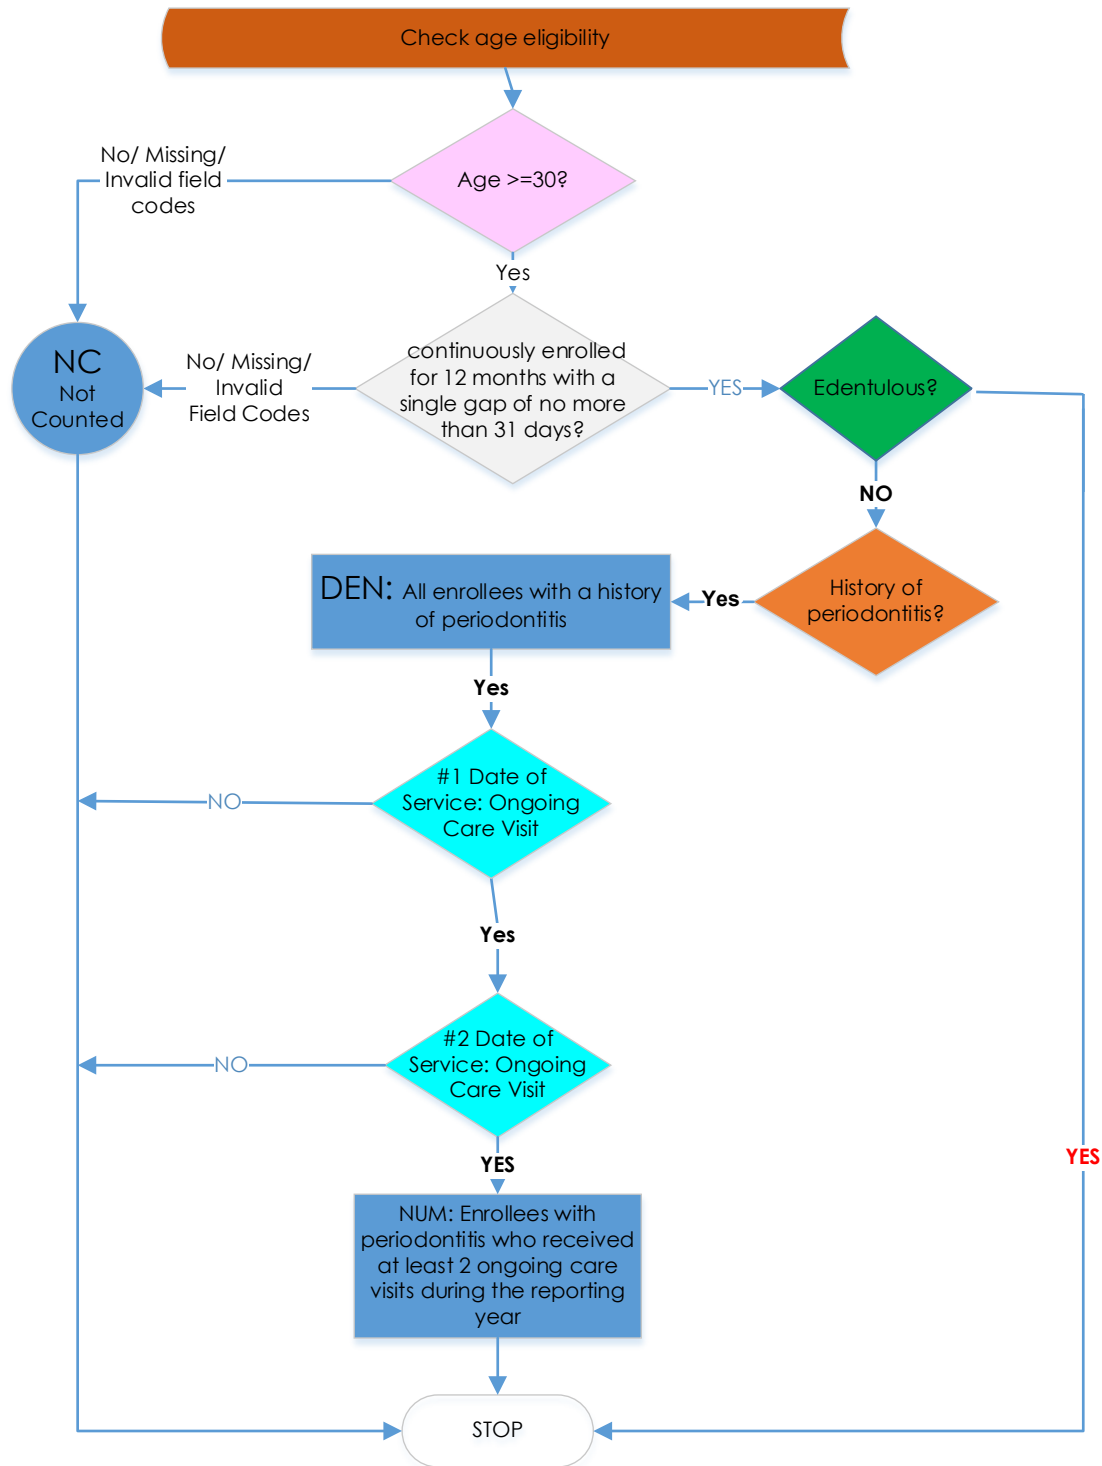 Check age eligibility
Age >=30?
No/ Missing/
Invalid field
codes
Yes
NC
Not
Counted
No/ Missing/
Invalid
Field Codes
continuously enrolled
for 12 months with a
single gap of no more
than 31 days?
YES
Edentulous?
NO
History of
periodontitis?
Yes
DEN: All enrollees with a history
of periodontitis
Yes
#1 Date of
Service: Ongoing
Care Visit
NO
Yes
#2 Date of
Service: Ongoing
Care Visit
NO
YES
YES
NUM: Enrollees with
periodontitis who received
at least 2 ongoing care
visits during the reporting
year
STOP